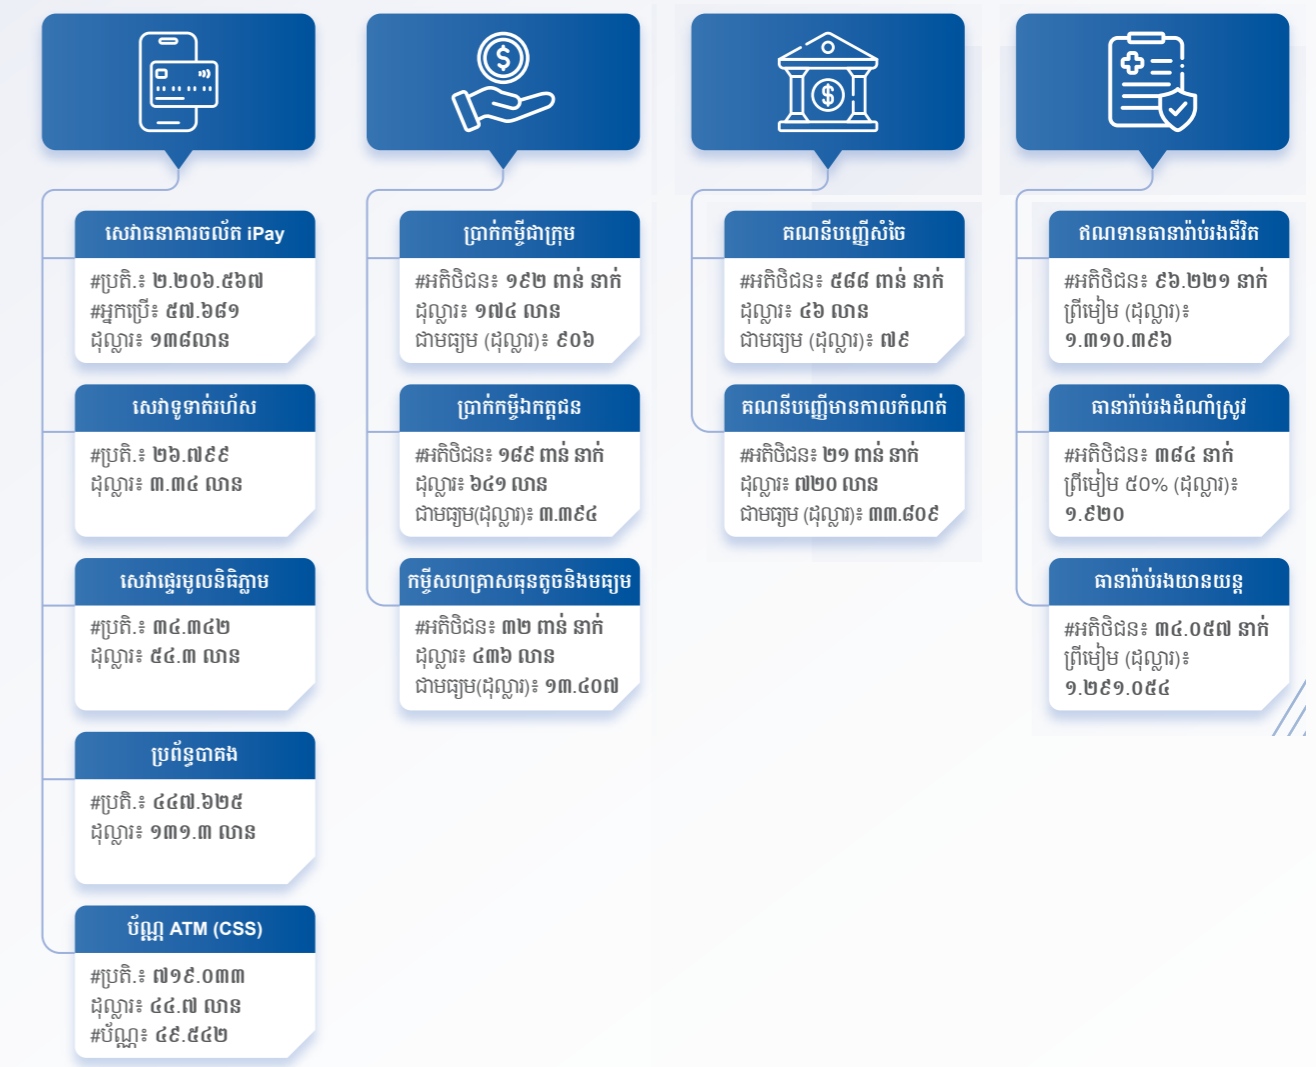 សេវាធនាគារចល័ត iPay
#ប្រតិ.៖ ២.២០៦.៥៦៧
#អ្នកប្រើ៖ ៥៧.៦៨១
ដុល្លារ៖ ១៣៨លាន
សេវាទូទាត់រហ័ស
#ប្រតិ.៖ ២៦.៧៩៩
ដុល្លារ៖ ៣.៣៤ លាន
សេវាផ្ទេរមូលនិធិភ្លាម
#ប្រតិ.៖ ៣៤.៣៤២
ដុល្លារ៖ ៥៤.៣ លាន
ប្រព័ន្ធបាគង
#ប្រតិ.៖ ៤៤៧.៦២៥
ដុល្លារ៖ ១៣១.៣ លាន
ប័ណ្ណ ATM (CSS)
#ប្រតិ.៖ ៧១៩.០៣៣
ដុល្លារ៖ ៤៤.៧ លាន
#ប័ណ្ណ៖ ៤៩.៥៤២
ប្រាក់កម្ចីជាក្រុម
#អតិថិជន៖ ១៩២ ពាន់ នាក់
ដុល្លារ៖ ១៧៤ លាន
ជាមធ្យម (ដុល្លារ)៖ ៩០៦
ប្រាក់កម្ចីឯកត្តជន
#អតិថិជន៖ ១៨៩ ពាន់ នាក់
ដុល្លារ៖ ៦៤១ លាន
ជាមធ្យម(ដុល្លារ)៖ ៣.៣៩៤
កម្ចីសហគ្រាសធុនតូចនិងមធ្យម
#អតិថិជន៖ ៣២ ពាន់ នាក់
ដុល្លារ៖ ៤៣៦ លាន
ជាមធ្យម(ដុល្លារ)៖ ១៣.៤០៧
គណនីបញ្ញើសំចៃ
#អតិថិជន៖ ៥៨៨ ពាន់ នាក់
ដុល្លារ៖ ៤៦ លាន
ជាមធ្យម (ដុល្លារ)៖ ៧៩
គណនីបញ្ញើមានកាលកំណត់
#អតិថិជន៖ ២១ ពាន់ នាក់
ដុល្លារ៖ ៧២០ លាន
ជាមធ្យម (ដុល្លារ)៖ ៣៣.៨០៩
ឥណទានធានារ៉ាប់រងជីវិត
#អតិថិជន៖ ៩៦.២២១ នាក់
ព្រីមៀម (ដុល្លារ)៖
១.៣១០.៣៩៦
ធានារ៉ាប់រងដំណាំស្រូវ
#អតិថិជន៖ ៣៨៤ នាក់
ព្រីមៀម ៥០% (ដុល្លារ)៖
១.៩២០
ធានារ៉ាប់រងយានយន្ត
#អតិថិជន៖ ៣៤.០៥៧ នាក់
ព្រីមៀម (ដុល្លារ)៖
១.២៩១.០៥៤